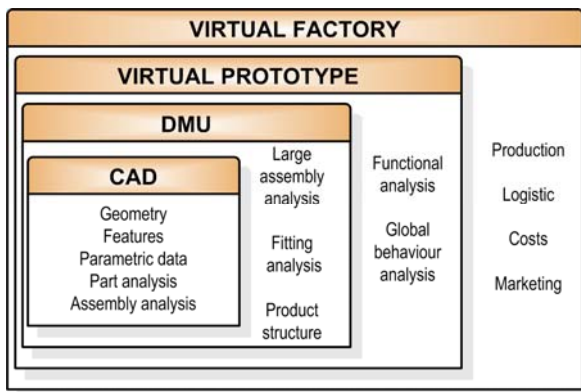 VIRTUAL FACTORY
VIRTUAL PROTOTYPE
DMU
CAD
Geometry
Features
Parametric data
Part analysis
Assembly analysis
Large
assembly
analysis
Fitting
analysis
Product
structure
Functional
analysis
Global
behaviour
analysis
Production
Logistic
Costs
Marketing